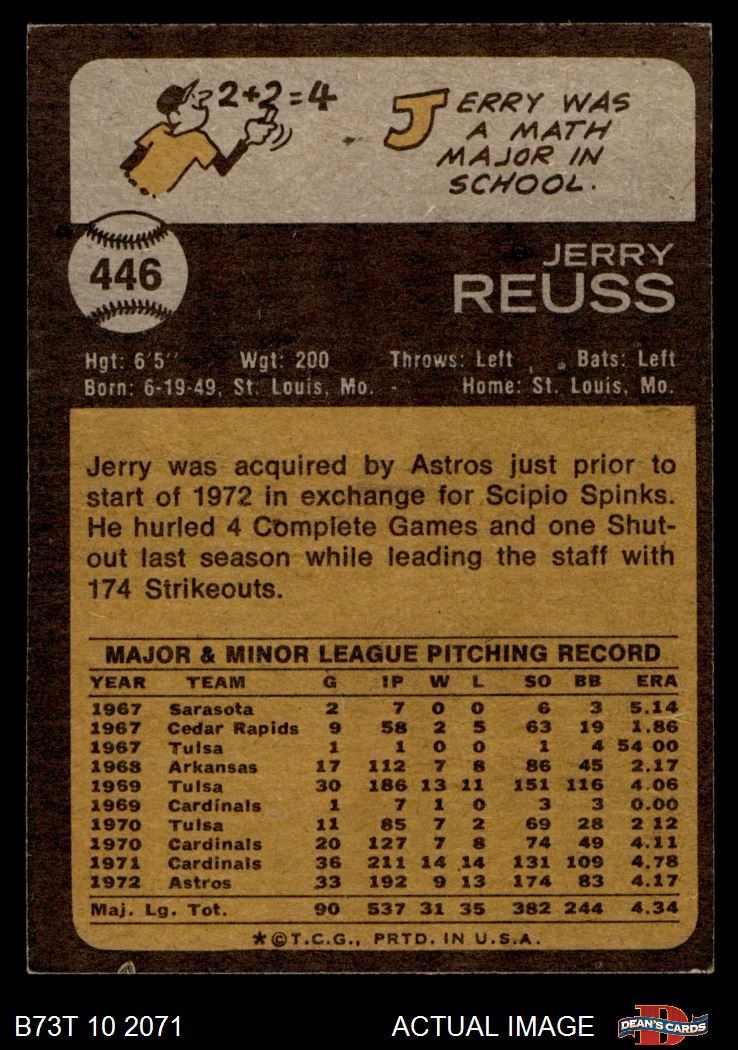 2+2=4
JERRY WAS
A MATH
MAJOR IN
SCHOOL.
446
JERRY
REUSS
Hgt: 6'5" Wgt: 200 Throws: Left Bats: Left
Born: 6-19-49, St. Louis, Mo. Home: St. Louis, Mo.
Jerry was acquired by Astros just prior to
start of 1972 in exchange for Scipio Spinks.
He hurled 4 Complete Games and one Shut-
out last season while leading the staff with
174 Strikeouts.
MAJOR & MINOR LEAGUE PITCHING RECORD
YEAR TEAM G IP W L SO BB ERA
1967 Sarasota 2 7 0 0 6 3 5.14
1967 Cedar Rapids 9 58 2 5 63 19 1.86
1967 Tulsa 1 1 0 0 1 4 54 00
1968 Arkansas 17 112 7 8 86 45 2.17
1969 Tulsa 30 186 13 11 151 116 4.06
1969 Cardinals 1 7 1 0 3 3 0.00
1970 Tulsa 11 85 7 2 69 28 2 12
1970 Cardinals 20 127 7 8 74 49 4.11
1971 Cardinals 36 211 14 14 131 109 4.78
1972 Astros 33 192 9 13 174 83 4.17
Maj. Lg. Tot. 90 537 31 35 382 244 4.34
*©T.C.G., PRTD. IN U.S.A.
B73T 10 2071 ACTUAL IMAGE DEAN'S CARDS